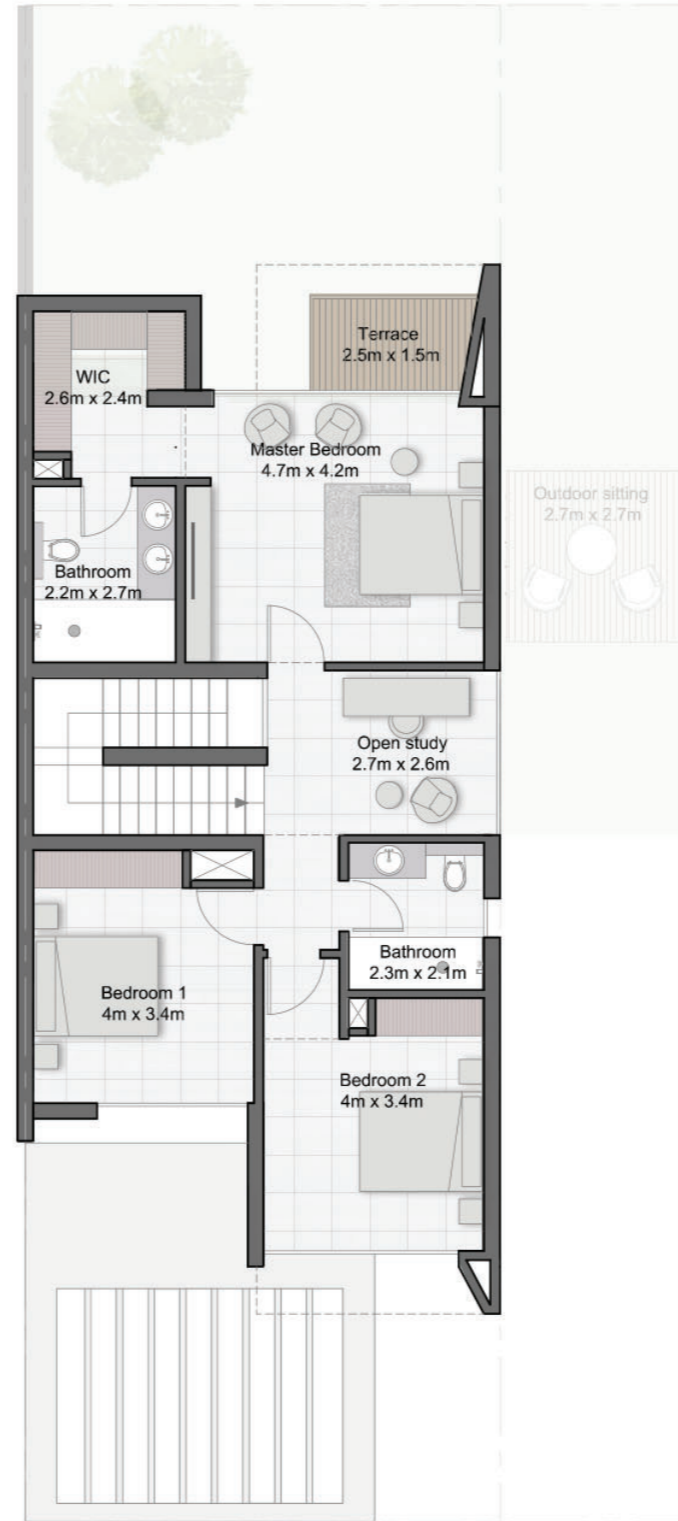 Terrace
2.5m x 1.5m
WIC
2.6m x 2.4m
Master Bedroom
4.7m x 4.2m
Outdoor sitting
2.7m x 2.7m
Bathroom
2.2m x 2.7m
Open study
2.7m x 2.6m
Bathroom
2.3m x 2.1m
Bedroom 1
4m x 3.4m
Bedroom 2
4m x 3.4m